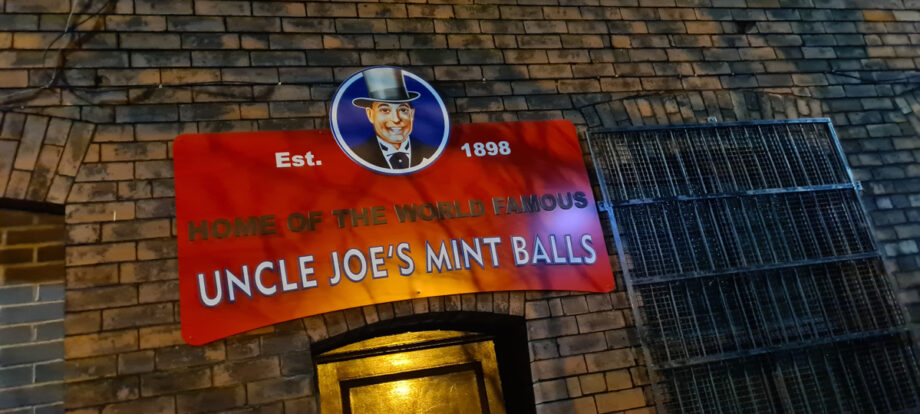 Est. 1898
HOME OF THE WORLD FAMOUS
UNCLE JOE'S MINT BALLS